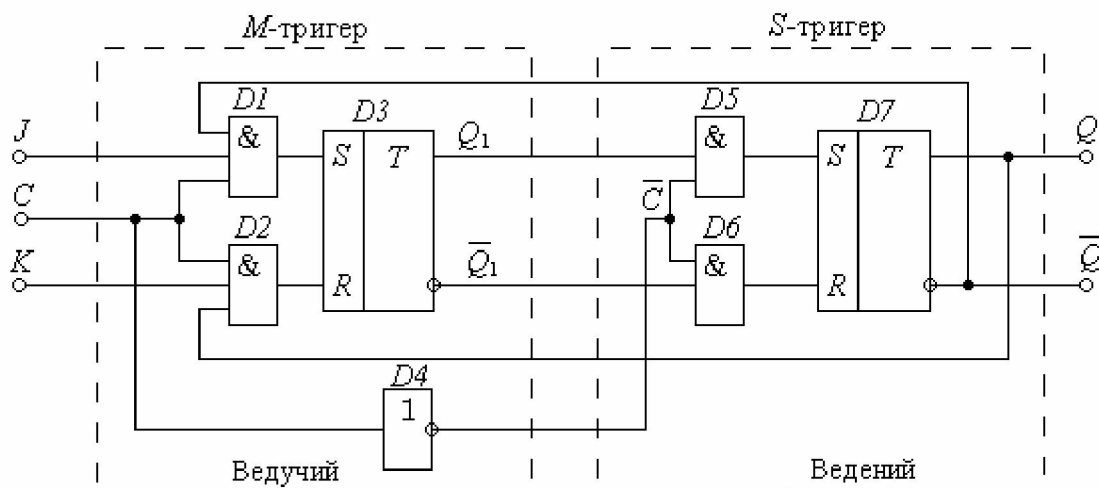 M-тригер
S-тригер
D1
D3
D5
D7
J
&
S
T
Q₁
&
S
T
Q
C
C̅
D2
D6
K
&
R
Q̅₁
&
R
Q̅
D4
1
Ведучий
Ведений